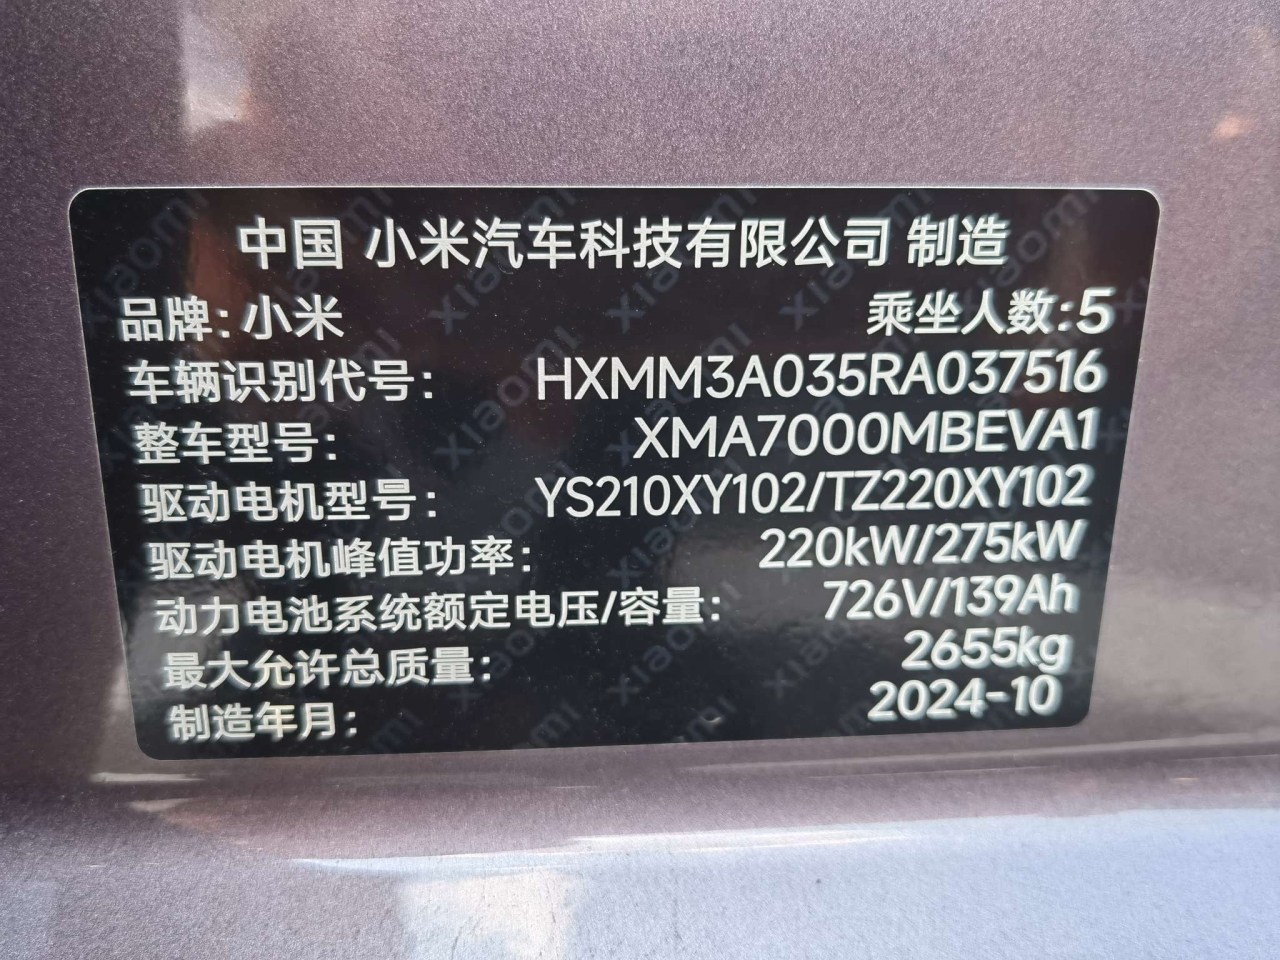 中国 小米汽车科技有限公司 制造
品牌：小米 乘坐人数：5
车辆识别代号： HXMM3A035RA037516
整车型号： XMA7000MBEVA1
驱动电机型号： YS210XY102/TZ220XY102
驱动电机峰值功率： 220kW/275kW
动力电池系统额定电压/容量： 726V/139Ah
最大允许总质量： 2655kg
制造年月： 2024-10